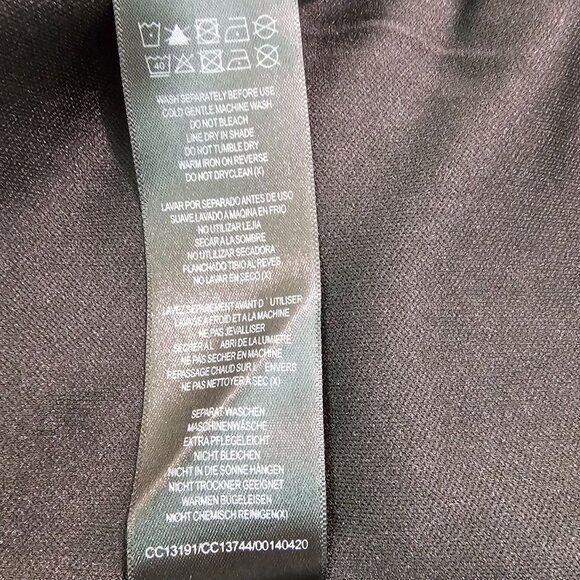 40
WASH SEPARATELY BEFORE USE
COLD GENTLE MACHINE WASH
DO NOT BLEACH
LINE DRY IN SHADE
DO NOT TUMBLE DRY
WARM IRON ON REVERSE
DO NOT DRYCLEAN (X)
LAVAR POR SEPARADO ANTES DE USO
SUAVE LAVADO A MAQINA EN FRIO
NO UTILIZAR LEJIA
SECAR A LA SOMBRE
NO UTILIZAR SECADORA
PLANCHADO TIBIO AL REVES
NO LAVAR EN SECO (X)
LAVEZ SEPAREMENT AVANT D'UTILISER
LAVAGE A FROID ET A LA MACHINE
NE PAS JEVALLISER
SECHER A L'ABRI DE LA LUMIERE
NE PAS SECHER EN MACHINE
REPASSAGE CHAUD SUR L'ENVERS
NE PAS NETTOYER A SEC (X)
SEPARAT WASCHEN
MASCHINENWÄSCHE
EXTRA PFLEGELEICHT
NICHT BLEICHEN
NICHT IN DIE SONNE HÄNGEN
NICHT TROCKNER GEEIGNET
WARMEN BUGELEISEN
NICHT CHEMISCH REINIGEN(X)
CC13191/CC13744/00140420